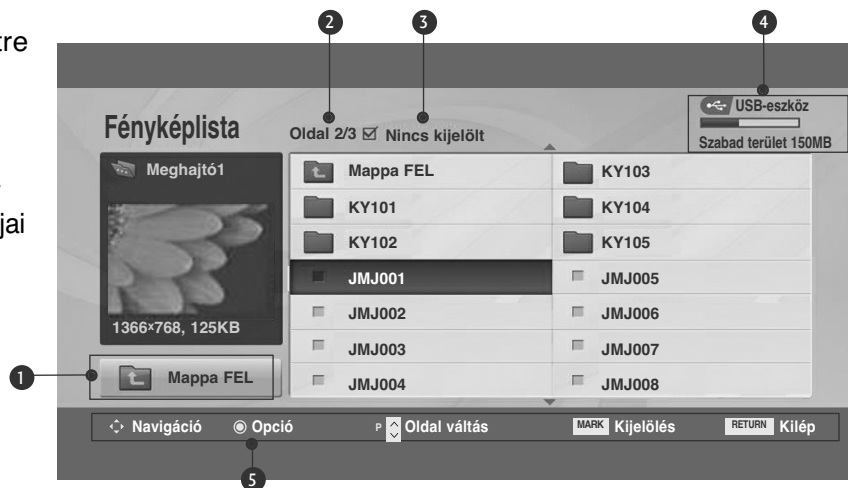 tre
jai
2
3
4
USB-eszköz
Szabad terület 150MB
Fényképlista
Oldal 2/3 Nincs kijelölt
Meghajtó1
1366×768, 125KB
Mappa FEL
KY103
KY101
KY104
KY102
KY105
JMJ001
JMJ005
JMJ002
JMJ006
JMJ003
JMJ007
JMJ004
JMJ008
1
Mappa FEL
Navigáció
Opció
P Oldal váltás
MARK Kijelölés
RETURN Kilép
5